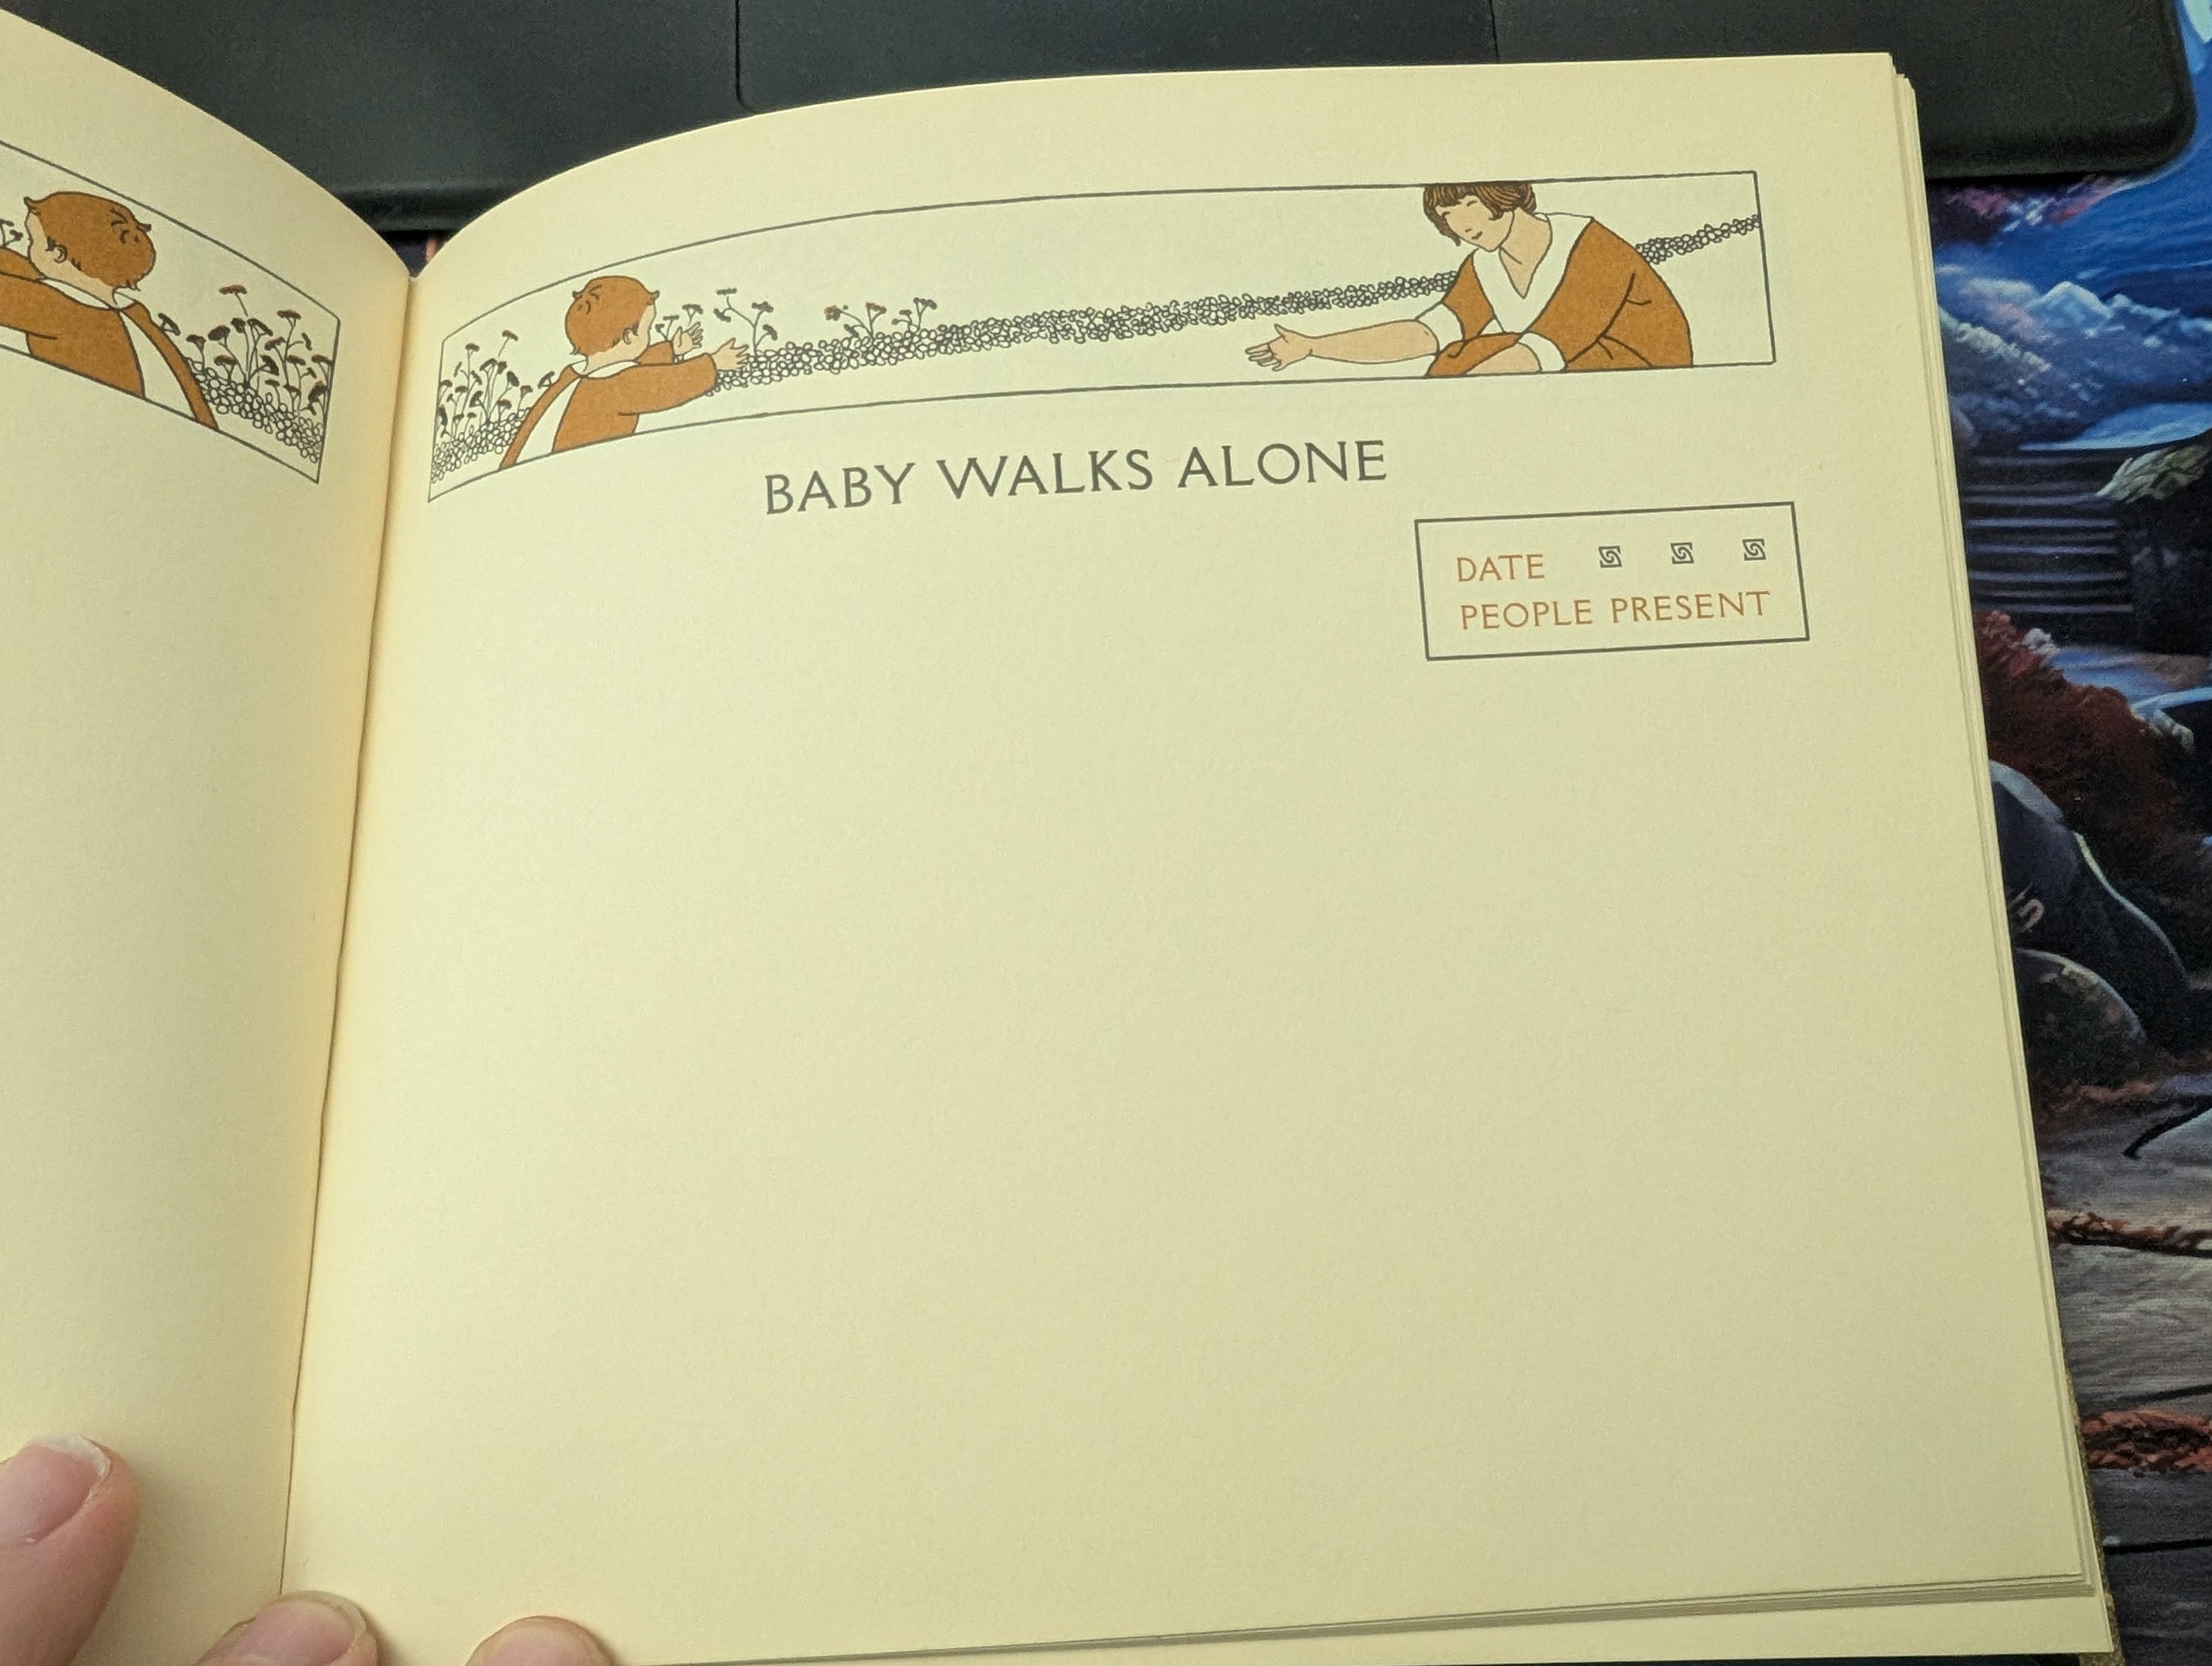 BABY WALKS ALONE
DATE
PEOPLE PRESENT